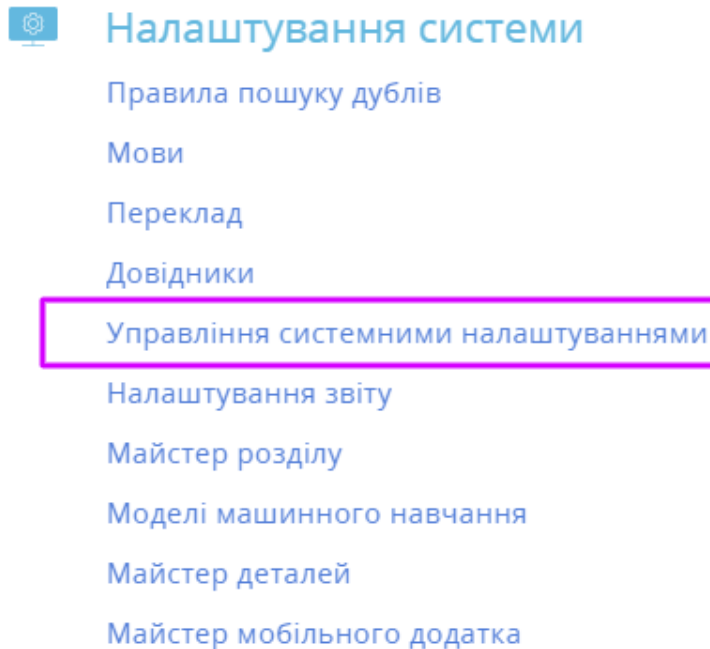 Налаштування системи
Правила пошуку дублів
Мови
Переклад
Довідники
Управління системними налаштуваннями
Налаштування звіту
Майстер розділу
Моделі машинного навчання
Майстер деталей
Майстер мобільного додатка